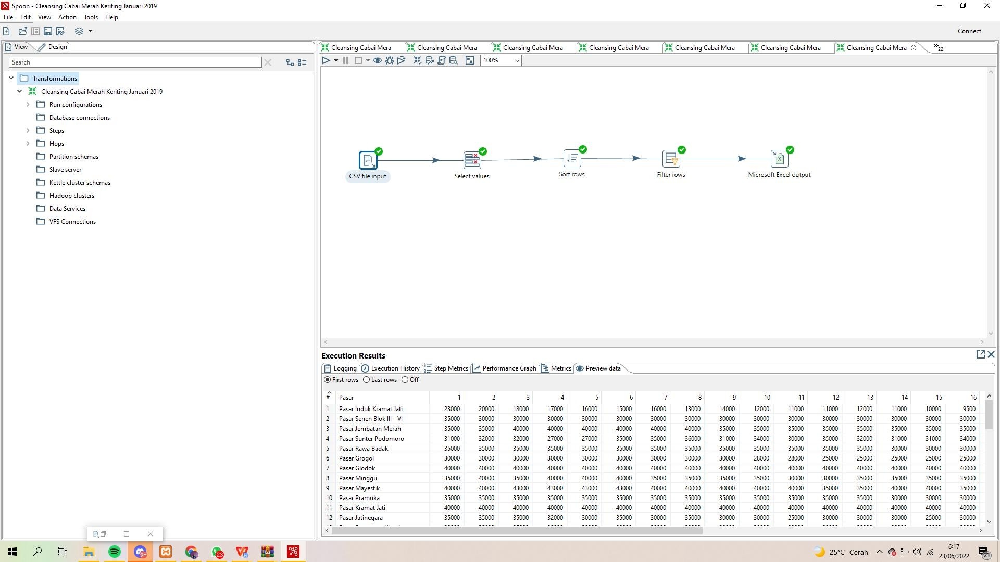 Spoon - Cleansing Cabai Merah Keriting Januari 2019
File Edit View Action Tools Help
Connect
View Design
Search
Transformations
Cleansing Cabai Merah Keriting Januari 2019
Run configurations
Database connections
Steps
Hops
Partition schemas
Slave server
Kettle cluster schemas
Hadoop clusters
Data Services
VFS Connections
Cleansing Cabai Mera Cleansing Cabai Mera Cleansing Cabai Mera Cleansing Cabai Mera Cleansing Cabai Mera Cleansing Cabai Mera Cleansing Cabai Mera »22
100%
CSV file input Select values Sort rows Filter rows Microsoft Excel output
Execution Results
Logging Execution History Step Metrics Performance Graph Metrics Preview data
First rows Last rows Off
# Pasar 1 2 3 4 5 6 7 8 9 10 11 12 13 14 15 16
1 Pasar Induk Kramat Jati 23000 20000 18000 17000 16000 15000 16000 13000 14000 12000 11000 11000 12000 11000 10000 9500
2 Pasar Senen Blok III - VI 35000 30000 30000 30000 30000 30000 30000 30000 30000 30000 30000 30000 30000 30000 30000 30000
3 Pasar Jembatan Merah 35000 35000 40000 40000 40000 40000 40000 40000 35000 35000 35000 35000 35000 35000 35000 35000
4 Pasar Sunter Podomoro 31000 32000 32000 27000 27000 35000 35000 36000 31000 34000 30000 35000 32000 31000 31000 34000
5 Pasar Rawa Badak 35000 35000 35000 35000 35000 35000 35000 35000 35000 35000 35000 35000 35000 30000 30000 30000
6 Pasar Grogol 30000 30000 30000 30000 30000 30000 30000 30000 30000 28000 28000 25000 25000 25000 25000 25000
7 Pasar Glodok 40000 40000 40000 40000 40000 40000 40000 40000 40000 40000 40000 40000 40000 40000 40000 40000
8 Pasar Minggu 35000 40000 35000 40000 40000 40000 35000 35000 35000 35000 30000 30000 35000 35000 35000 35000
9 Pasar Mayestik 40000 40000 43000 43000 43000 43000 40000 40000 40000 40000 40000 35000 35000 40000 40000 35000
10 Pasar Pramuka 35000 35000 35000 35000 35000 35000 35000 35000 35000 35000 35000 35000 35000 30000 30000 30000
11 Pasar Kramat Jati 40000 40000 40000 40000 40000 40000 40000 40000 40000 40000 40000 40000 40000 40000 40000 40000
12 Pasar Jatinegara 35000 35000 35000 32000 30000 35000 30000 35000 30000 30000 25000 30000 30000 30000 25000 30000
9+
23
25°C Cerah
6:17
23/06/2022
21